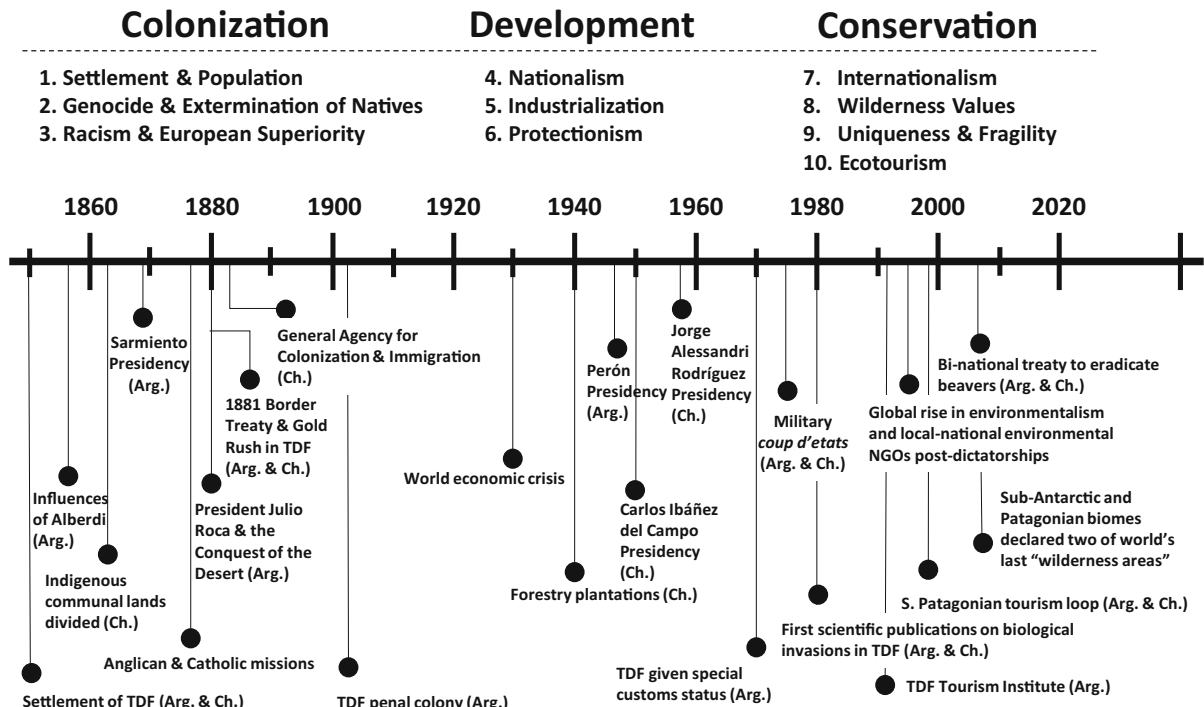 Colonization
Development
Conservation
1. Settlement & Population
2. Genocide & Extermination of Natives
3. Racism & European Superiority
4. Nationalism
5. Industrialization
6. Protectionism
7. Internationalism
8. Wilderness Values
9. Uniqueness & Fragility
10. Ecotourism
1860 1880 1900 1920 1940 1960 1980 2000 2020
Sarmiento
Presidency
(Arg.)
General Agency for
Colonization & Immigration
(Ch.)
1881 Border
Treaty & Gold
Rush in TDF
(Arg. & Ch.)
Influences
of Alberdi
(Arg.)
President Julio
Roca & the
Conquest of the
Desert (Arg.)
Indigenous
communal lands
divided (Ch.)
Anglican & Catholic missions
Settlement of TDF (Arg. & Ch.)
TDF penal colony (Arg.)
World economic crisis
Perón
Presidency
(Arg.)
Jorge
Alessandri
Rodríguez
Presidency
(Ch.)
Carlos Ibáñez
del Campo
Presidency
(Ch.)
Forestry plantations (Ch.)
TDF given special
customs status (Arg.)
Military
coup d'etats
(Arg. & Ch.)
Bi-national treaty to eradicate
beavers (Arg. & Ch.)
Global rise in environmentalism
and local-national environmental
NGOs post-dictatorships
Sub-Antarctic and
Patagonian biomes
declared two of world's
last “wilderness areas”
S. Patagonian tourism loop (Arg. & Ch.)
First scientific publications on biological
invasions in TDF (Arg. & Ch.)
TDF Tourism Institute (Arg.)